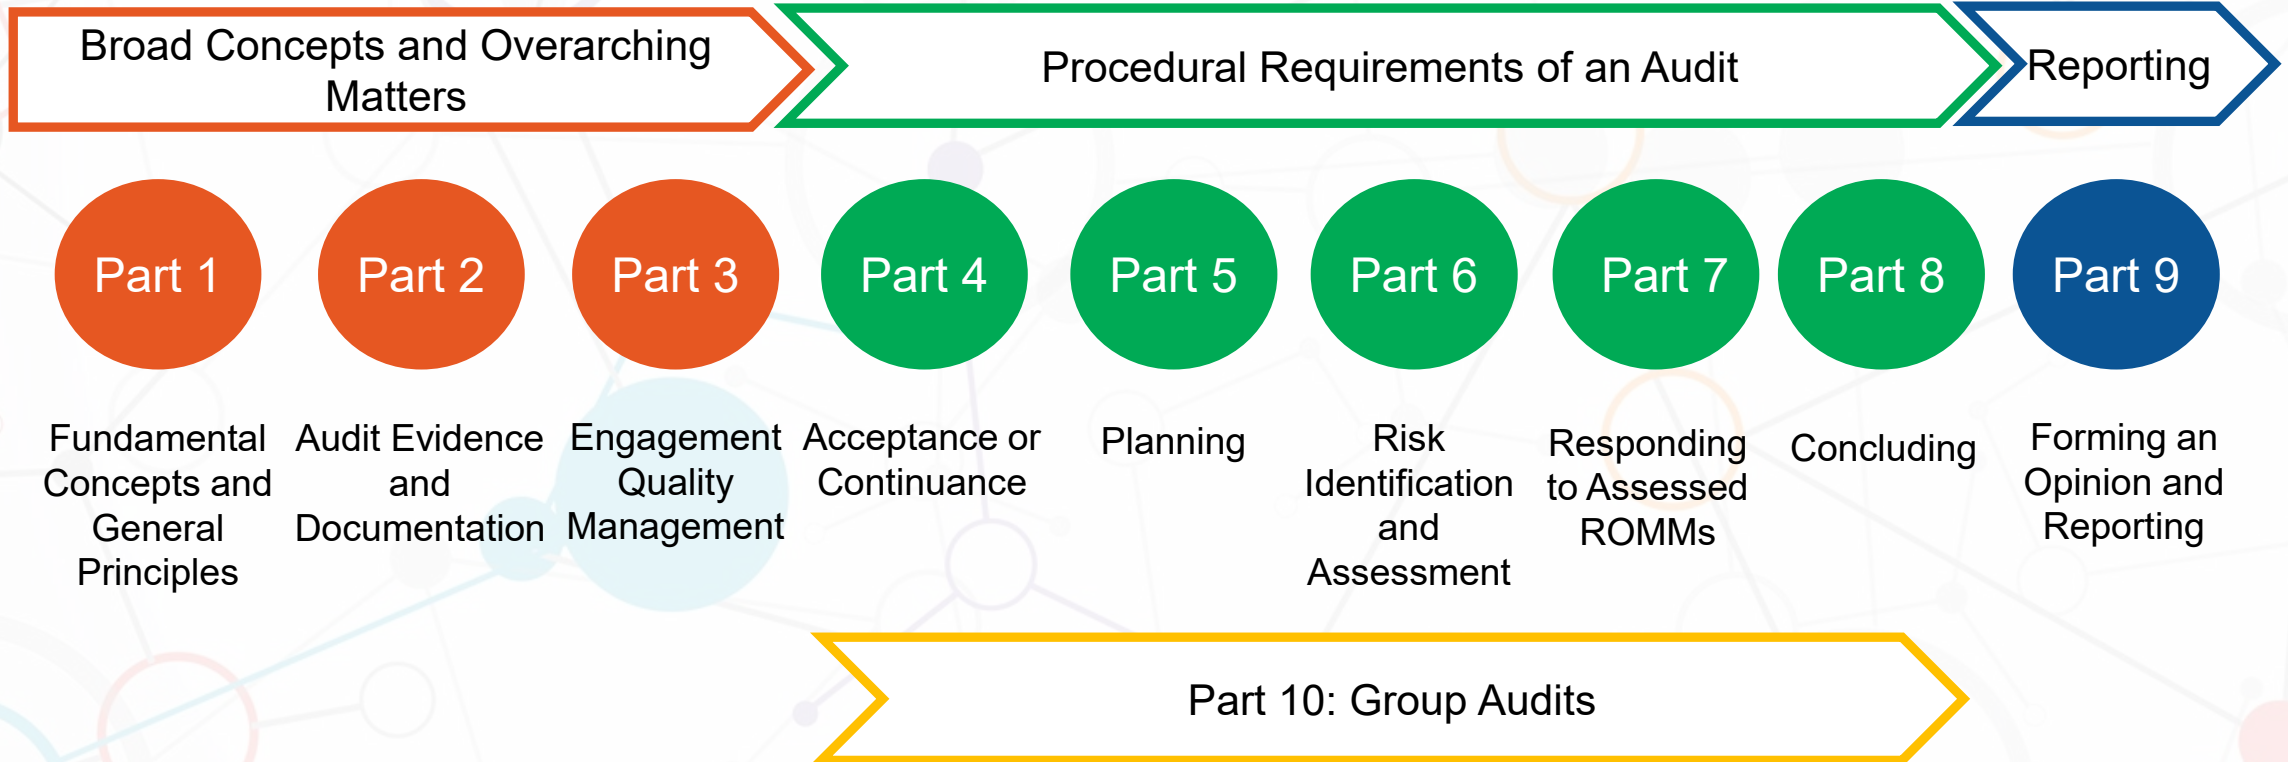 Broad Concepts and Overarching
Matters
Procedural Requirements of an Audit
Reporting
Part 1
Part 2
Part 3
Part 4
Part 5
Part 6
Part 7
Part 8
Part 9
Fundamental
Concepts and
General
Principles
Audit Evidence
and
Documentation
Engagement
Quality
Management
Acceptance or
Continuance
Planning
Risk
Identification
and
Assessment
Responding
to Assessed
ROMMs
Concluding
Forming an
Opinion and
Reporting
Part 10: Group Audits